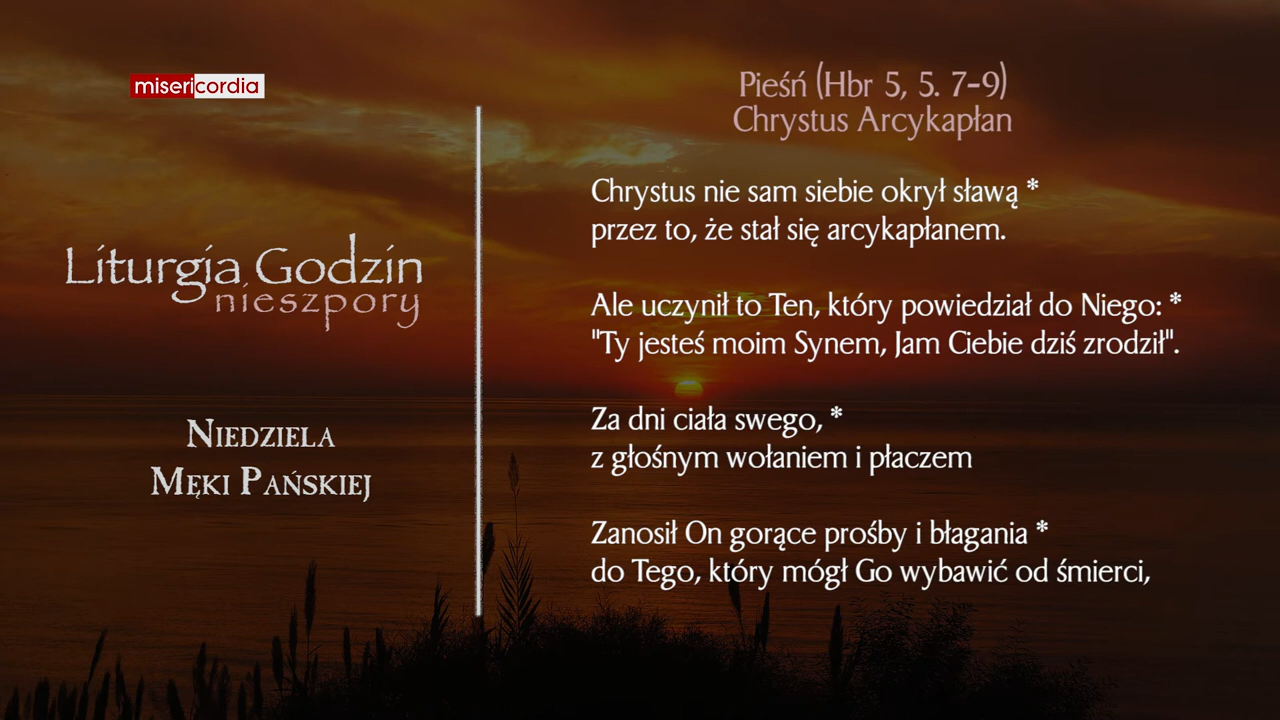 misericordia
Liturgia Godzin
nieszpory
Niedziela
Męki Pańskiej
Pieśń (Hbr 5, 5. 7-9)
Chrystus Arcykapłan
Chrystus nie sam siebie okrył sławą *
przez to, że stał się arcykapłanem.
Ale uczynił to Ten, który powiedział do Niego: *
"Ty jesteś moim Synem, Jam Ciebie dziś zrodził".
Za dni ciała swego, *
z głośnym wołaniem i płaczem
Zanosił On gorące prośby i błagania *
do Tego, który mógł Go wybawić od śmierci,